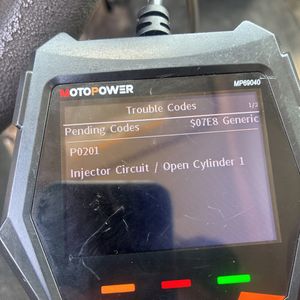 MOTOPOWER
MP69040
Trouble Codes 1/2
Pending Codes $07E8 Generic
P0201
Injector Circuit / Open Cylinder 1